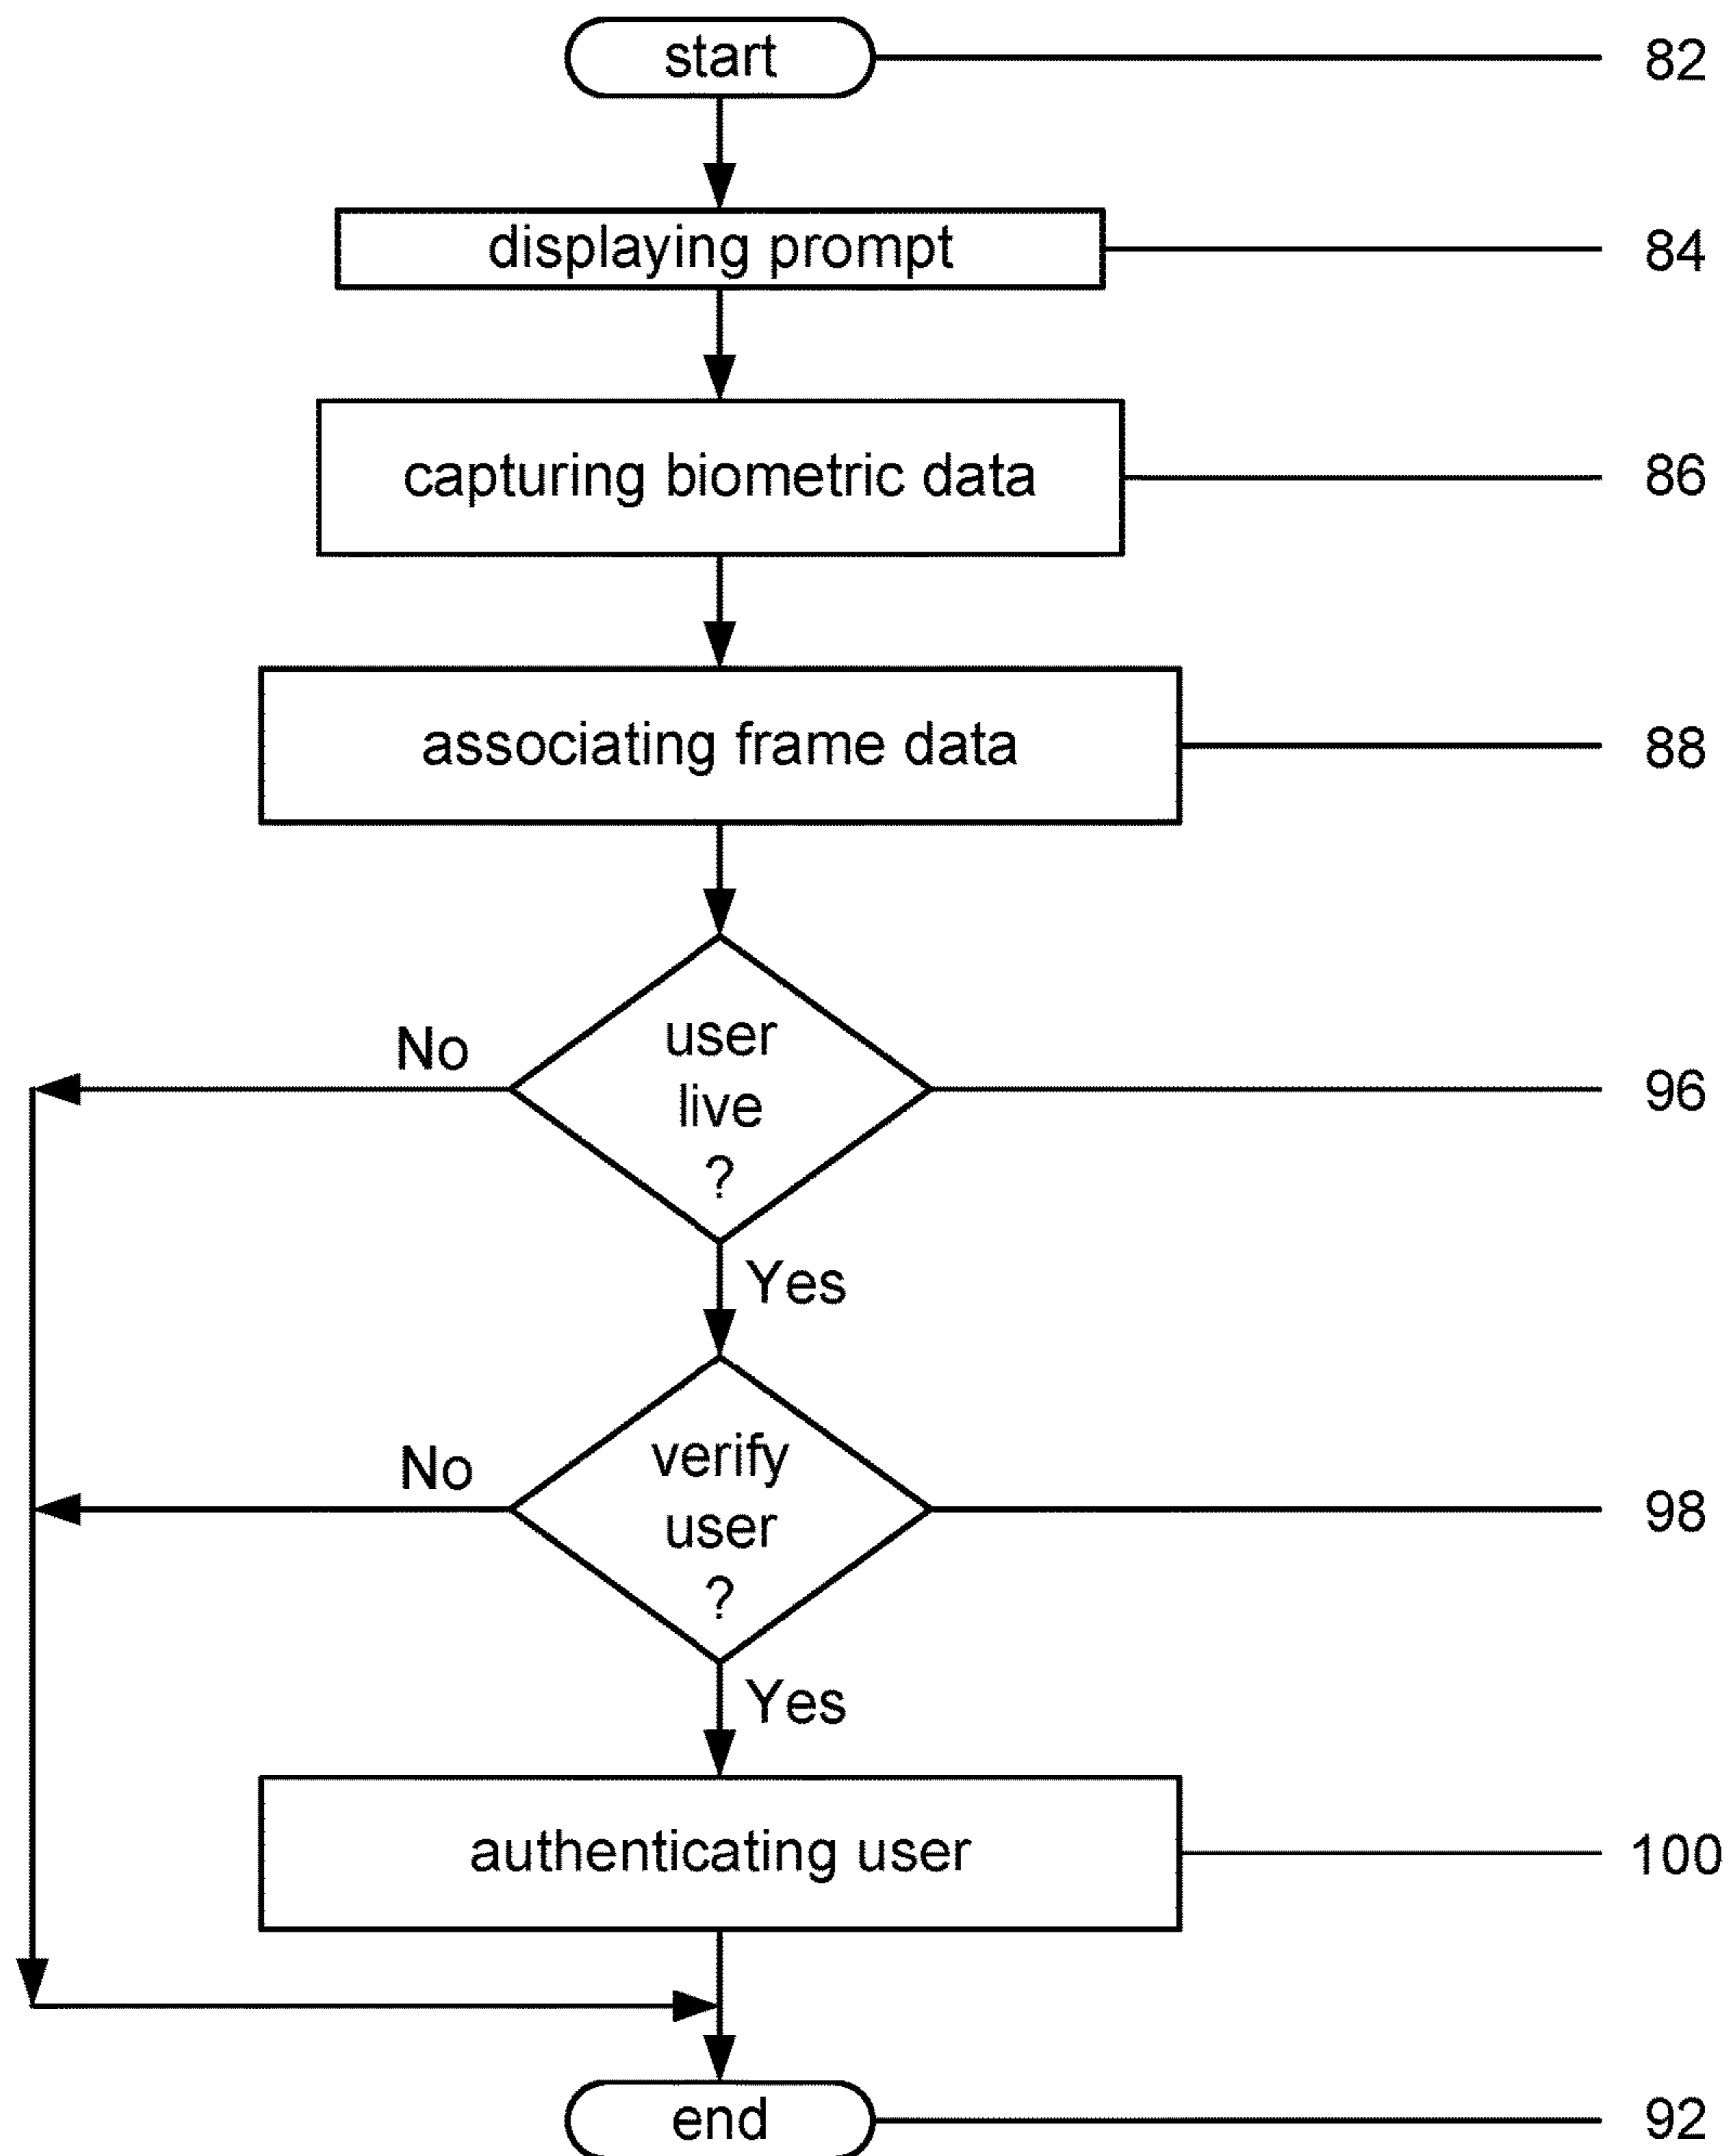 start 82
displaying prompt 84
capturing biometric data 86
associating frame data 88
No
user
live
?
96
Yes
No
verify
user
?
98
Yes
authenticating user 100
end 92